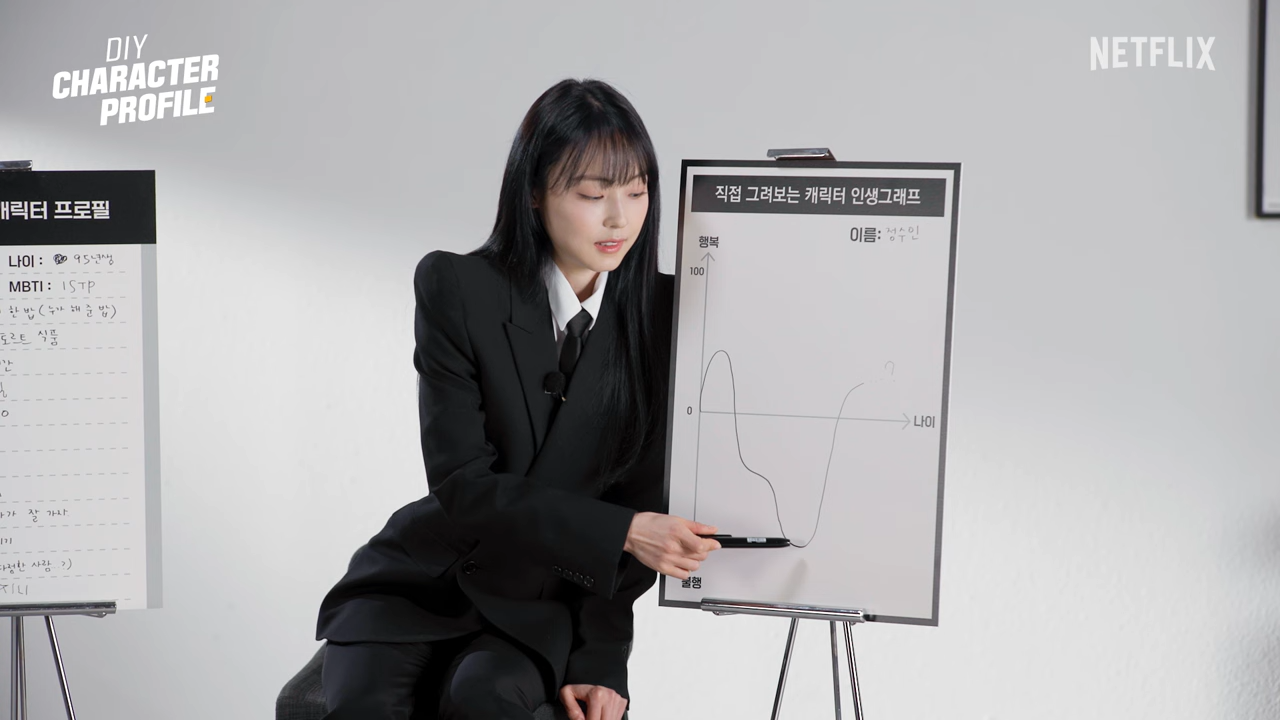 DIY
CHARACTER
PROFILE
NETFLIX
캐릭터 프로필
나이 : 95년생
MBTI : ISTP
한 밥 (누가 해 준 밥)
토르트 식품
잘 가차
사람 ?)
직접 그려보는 캐릭터 인생그래프
이름: 정수민
행복
100
?
0
나이
불행